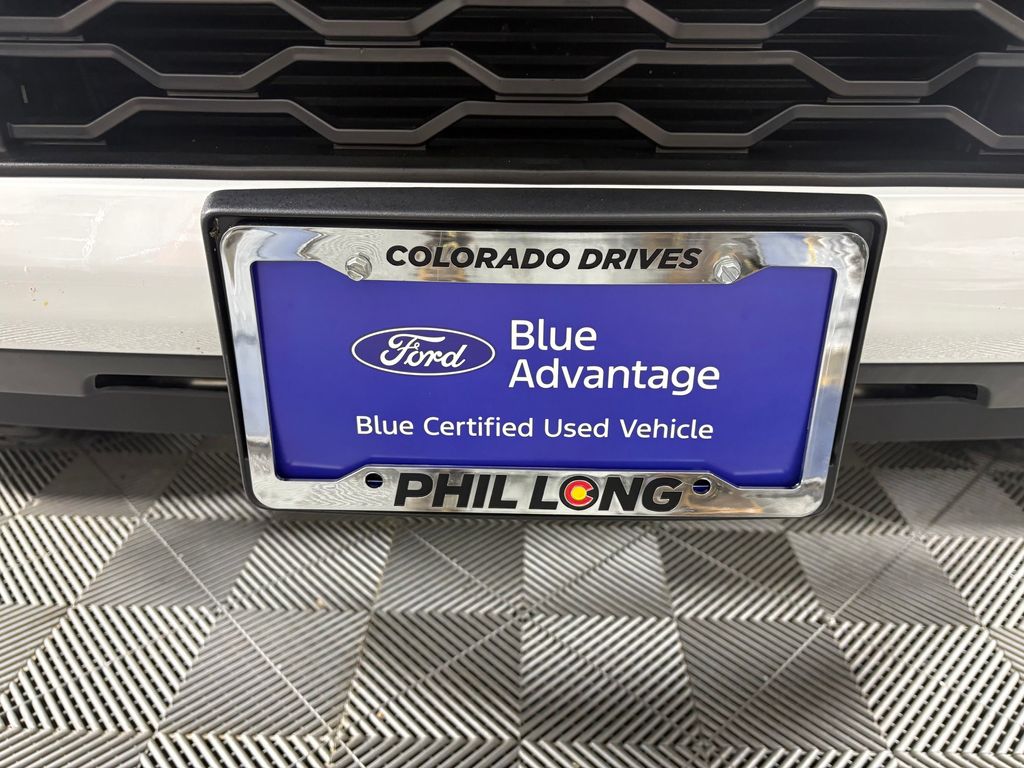 COLORADO DRIVES
Ford
Blue
Advantage
Blue Certified Used Vehicle
PHIL LONG